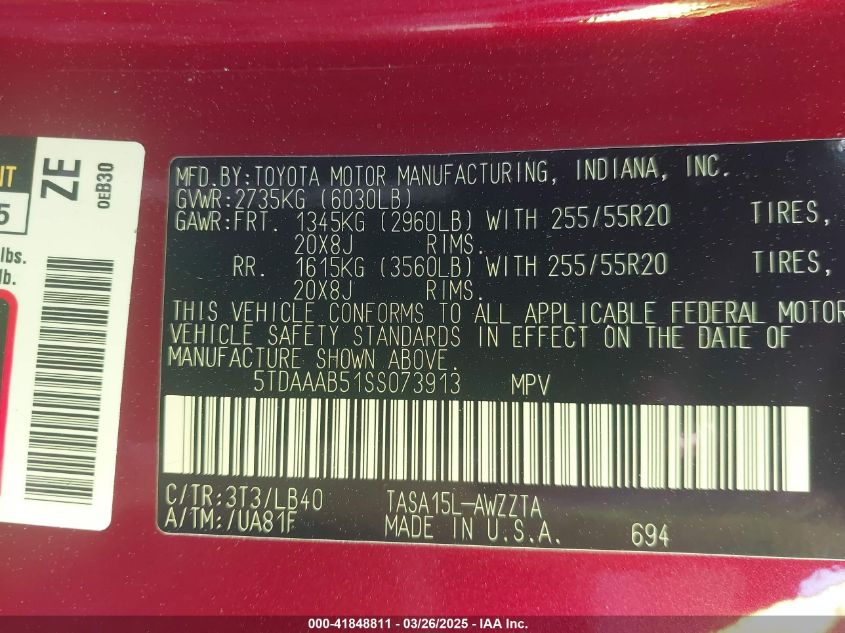 NT
5
lbs.
lb.
ZE
0EB30
MFD.BY:TOYOTA MOTOR MANUFACTURING, INDIANA, INC.
GVWR:2735KG (6030LB)
GAWR:FRT. 1345KG (2960LB) WITH 255/55R20 TIRES,
20X8J RIMS.
RR. 1615KG (3560LB) WITH 255/55R20 TIRES,
20X8J RIMS.
THIS VEHICLE CONFORMS TO ALL APPLICABLE FEDERAL MOTOR
VEHICLE SAFETY STANDARDS IN EFFECT ON THE DATE OF
MANUFACTURE SHOWN ABOVE.
5TDAAAB51SS073913 MPV
C/TR:3T3/LB40 TASA15L-AWZZTA
A/TM:/UA81F MADE IN U.S.A. 694
000-41848811 — 03/26/2025 — IAA Inc.